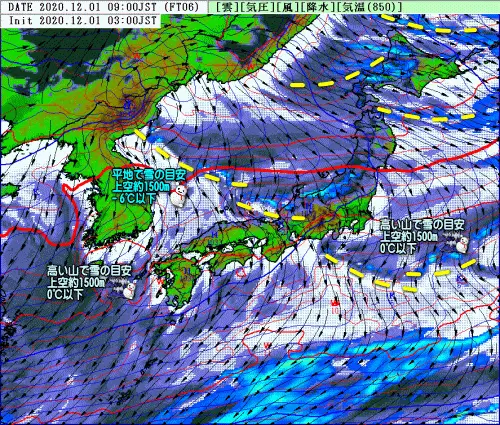 DATE 2020.12.01 09:00JST (FT06)
[雲][気圧][風][降水][気温(850)]
Init 2020.12.01 03:00JST
平地で雪の目安
上空約1500m
-6℃以下
高い山で雪の目安
上空約1500m
0℃以下
高い山で雪の目安
上空約1500m
0℃以下